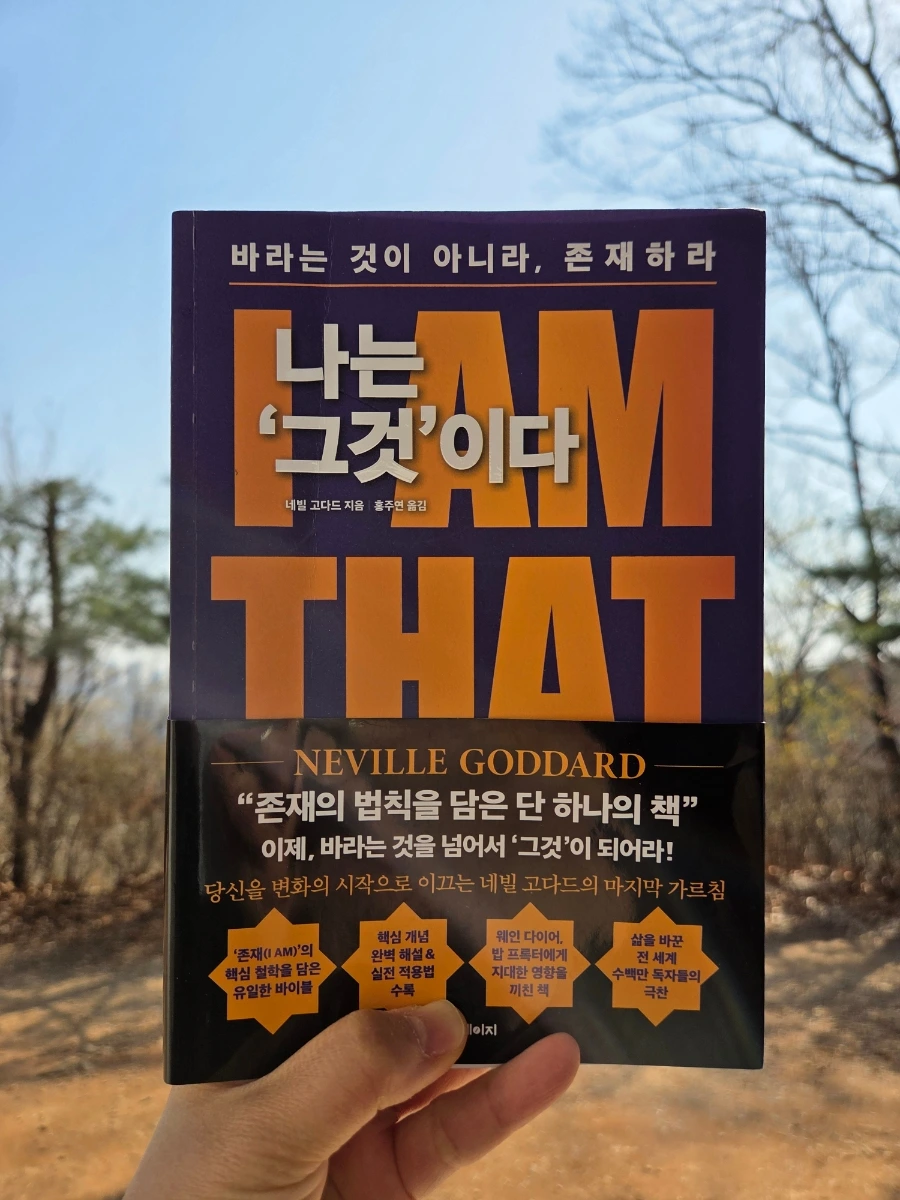 바라는 것이 아니라, 존재하라
I AM
나는
‘그것’이다
네빌 고다드 지음 | 홍주연 옮김
THAT
NEVILLE GODDARD
“존재의 법칙을 담은 단 하나의 책”
이제, 바라는 것을 넘어서 ‘그것’이 되어라!
당신을 변화의 시작으로 이끄는 네빌 고다드의 마지막 가르침
‘존재(I AM)’의
핵심 철학을 담은
유일한 바이블
핵심 개념
완벽 해설 &
실전 적용법
수록
웨인 다이어,
밥 프록터에게
지대한 영향을
끼친 책
삶을 바꾼
전 세계
수백만 독자들의
극찬